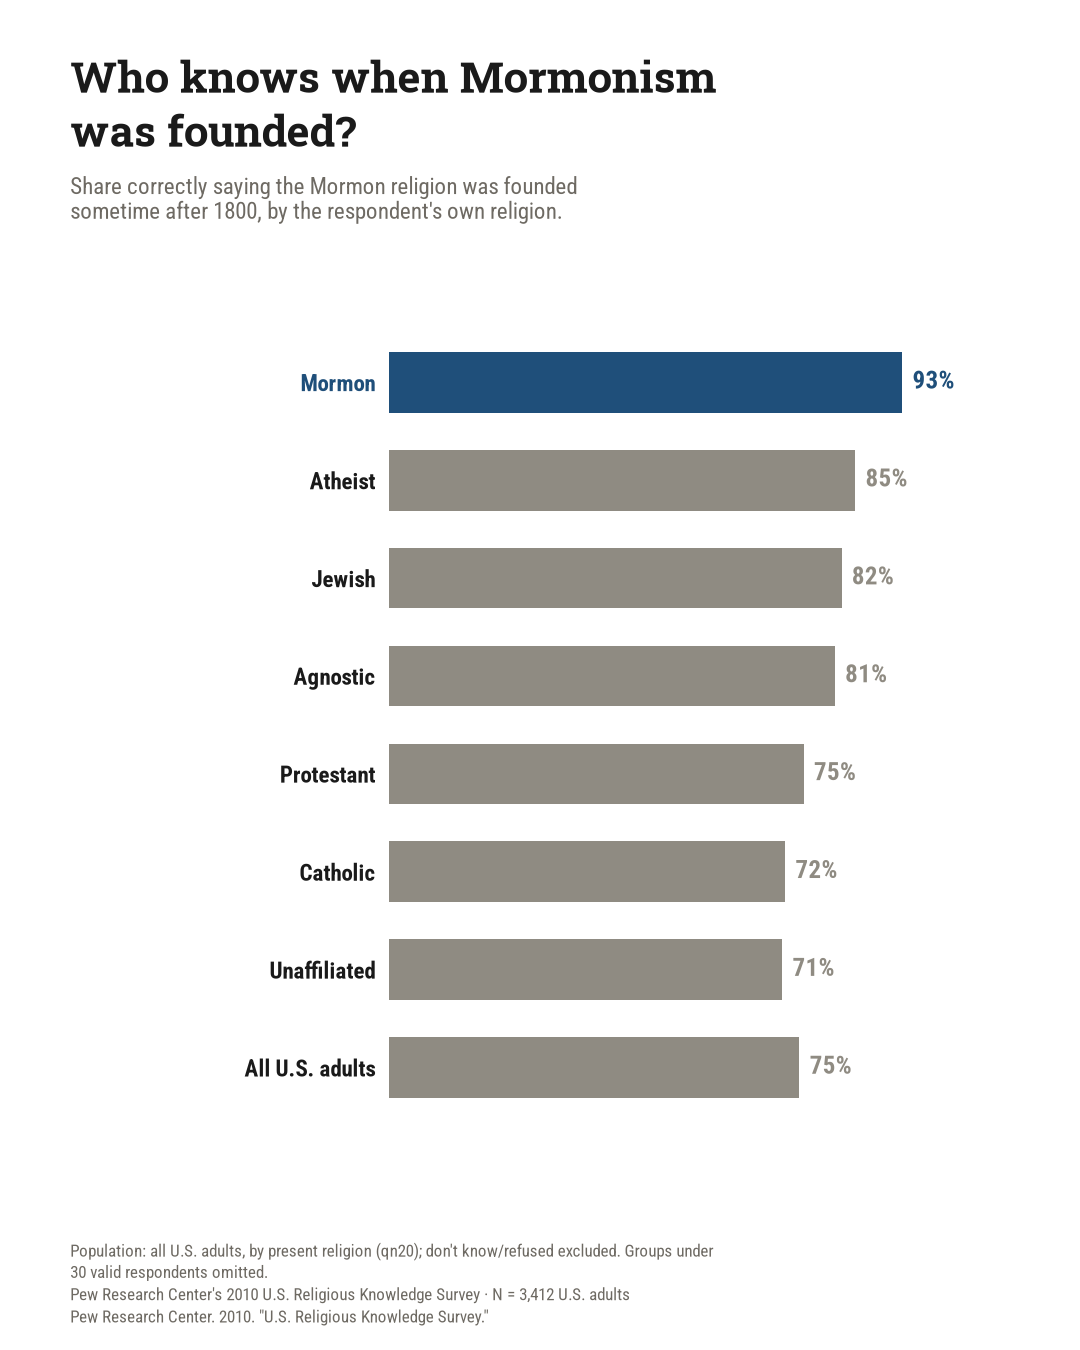 Who knows when Mormonism
was founded?
Share correctly saying the Mormon religion was founded
sometime after 1800, by the respondent's own religion.
Mormon 93%
Atheist 85%
Jewish 82%
Agnostic 81%
Protestant 75%
Catholic 72%
Unaffiliated 71%
All U.S. adults 75%
Population: all U.S. adults, by present religion (qn20); don't know/refused excluded. Groups under
30 valid respondents omitted.
Pew Research Center's 2010 U.S. Religious Knowledge Survey · N = 3,412 U.S. adults
Pew Research Center. 2010. "U.S. Religious Knowledge Survey."